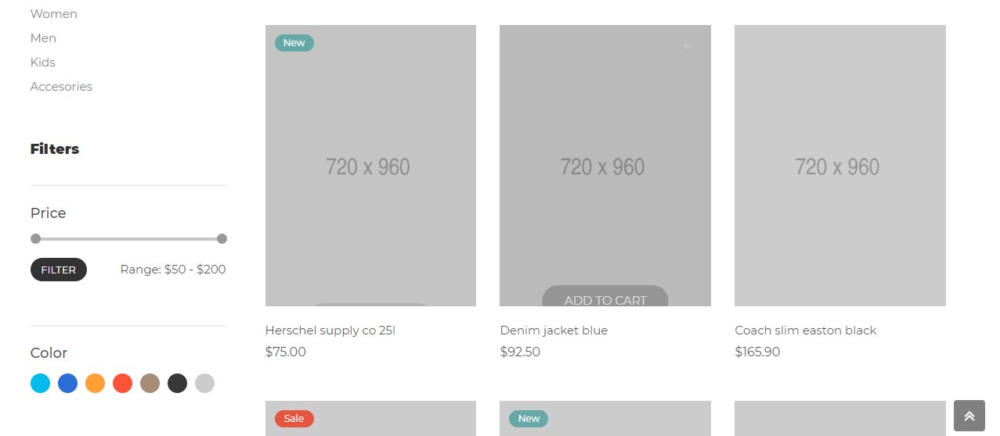 Women
Men
Kids
Accesories
Filters
Price
FILTER
Range: $50 - $200
Color
New
720 x 960
Herschel supply co 25l
$75.00
720 x 960
ADD TO CART
Denim jacket blue
$92.50
720 x 960
Coach slim easton black
$165.90
Sale
New